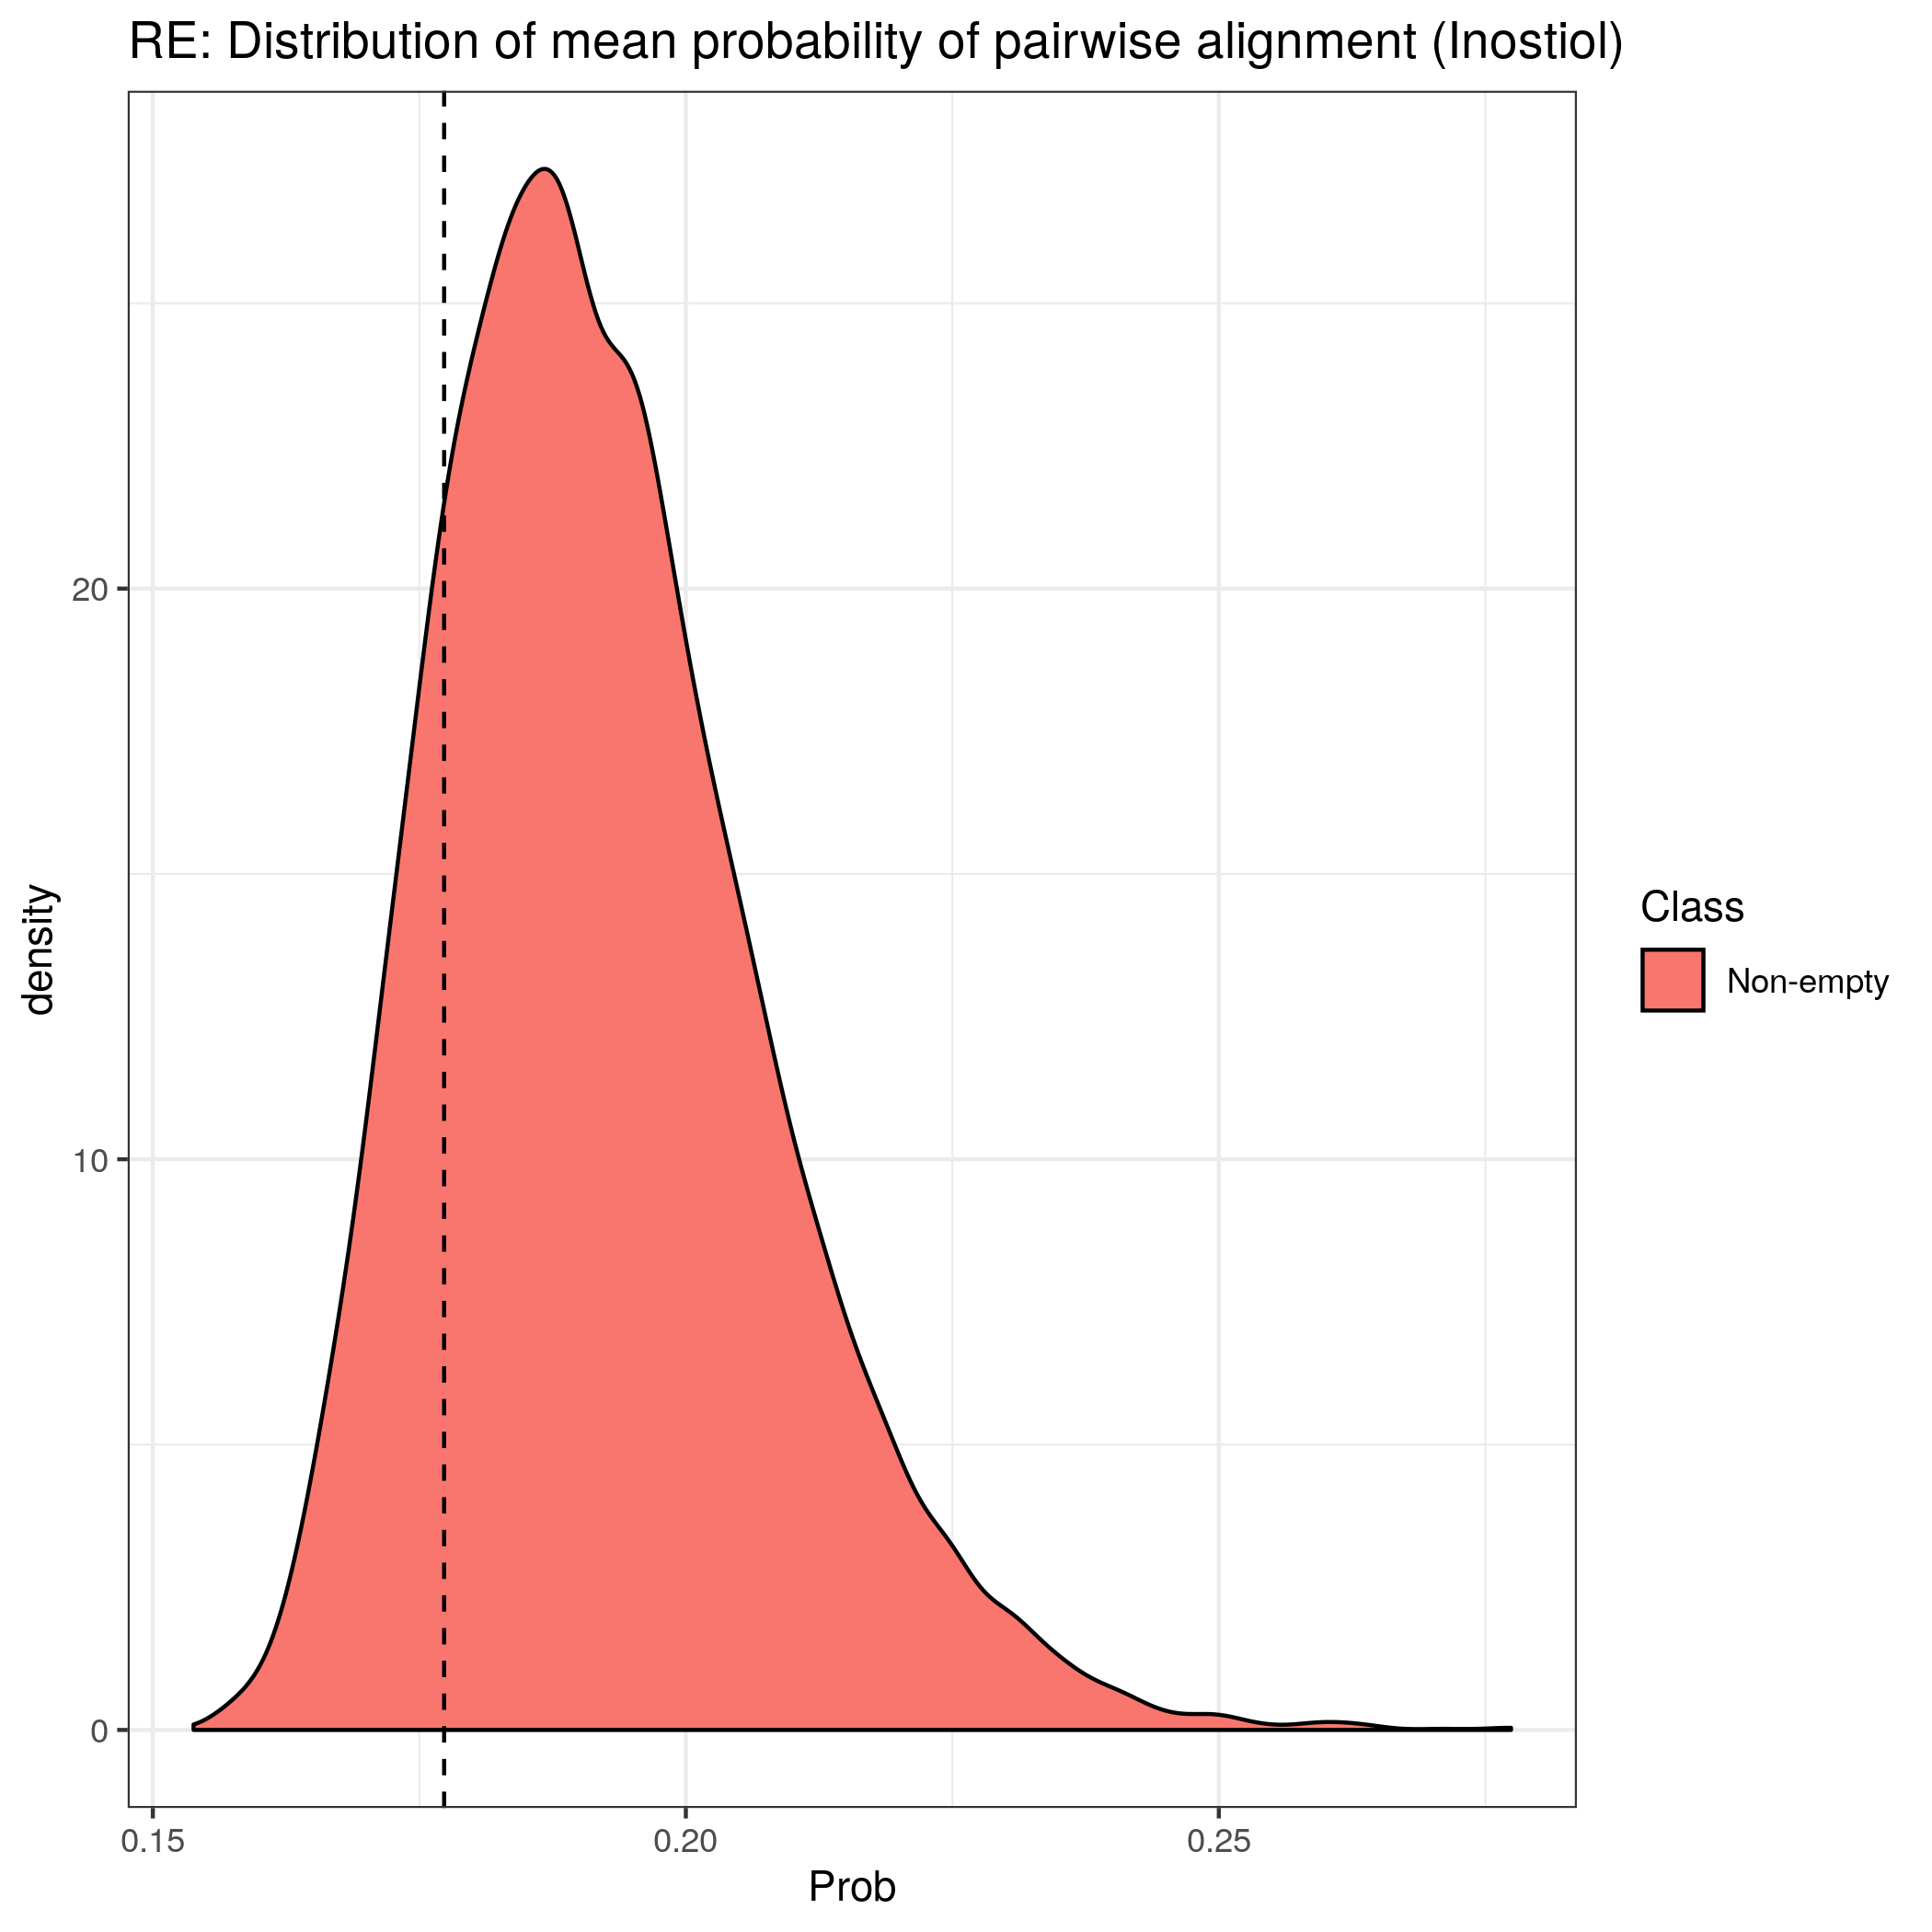 RE: Distribution of mean probability of pairwise alignment (Inostiol)
density
20
10
0
0.15
0.20
0.25
Prob
Class
Non-empty